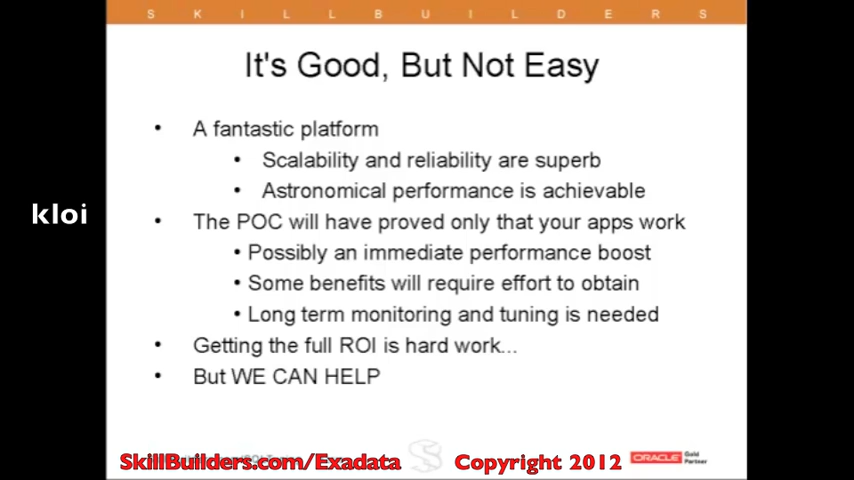 SKILLBUILDERS
It's Good, But Not Easy
• A fantastic platform
• Scalability and reliability are superb
• Astronomical performance is achievable
kloi
• The POC will have proved only that your apps work
• Possibly an immediate performance boost
• Some benefits will require effort to obtain
• Long term monitoring and tuning is needed
• Getting the full ROI is hard work...
• But WE CAN HELP
SkillBuilders.com/Exadata Copyright 2012 ORACLE Gold
Partner